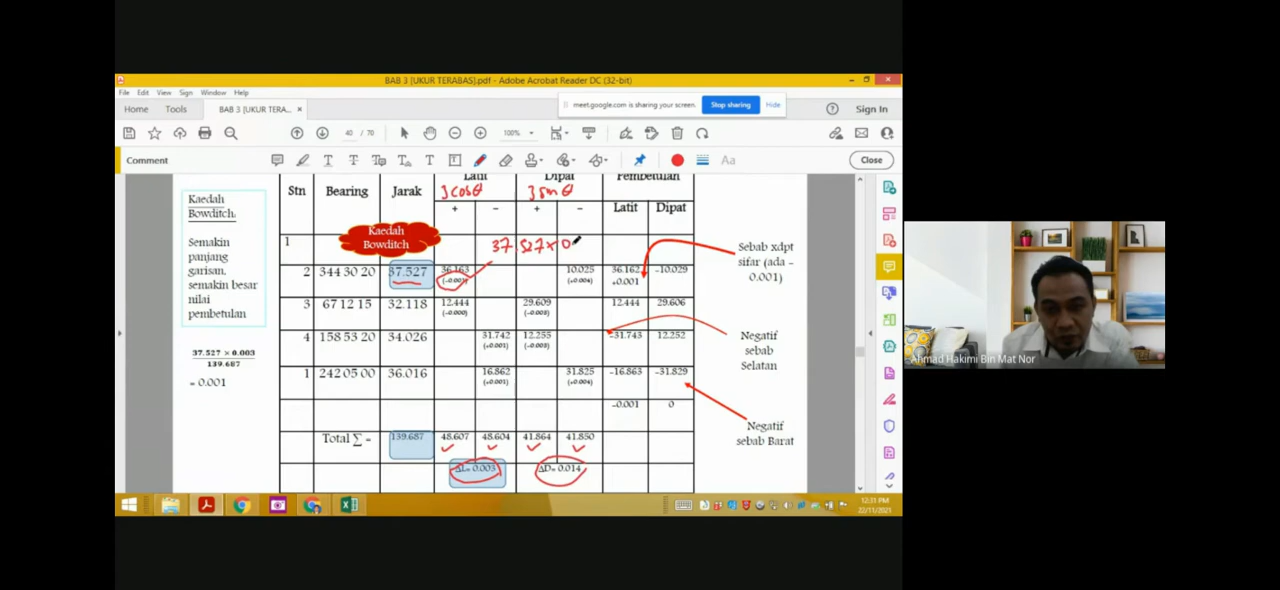 BAB 3 [UKUR TERABAS].pdf - Adobe Acrobat Reader DC (32-bit)
File Edit View Sign Window Help
Home Tools BAB 3 [UKUR TERA... × meet.google.com is sharing your screen. Stop sharing Hide Sign In
40 / 70 100%
Comment Aa Close
Kaedah
Bowditch.
Semakin
panjang
garisan,
semakin besar
nilai
pembetulan
37.527 × 0.003
139.687
= 0.001
Stn Bearing Jarak Latit Dipat Pembetulan
J cosθ J sinθ
+ − + − Latit Dipat
1
Kaedah
Bowditch
37.527 × 0
2 344 30 20 37.527 36.163 10.025 36.162 -10.029
(-0.001) (+0.004) +0.001
3 67 12 15 32.118 12.444 29.609 12.444 29.606
(-0.000) (-0.003)
4 158 53 20 34.026 31.742 12.255 -31.743 12.252
(+0.001) (-0.003)
1 242 05 00 36.016 16.862 31.825 -16.863 -31.829
(+0.001) (+0.004)
-0.001 0
Total ∑ = 139.687 48.607 48.604 41.864 41.850
∆L= 0.003 ∆D= 0.014
Sebab xdpt
sifar (ada -
0.001)
Negatif
sebab
Selatan
Negatif
sebab Barat
Ahmad Hakimi Bin Mat Nor
12:31 PM
22/11/2021